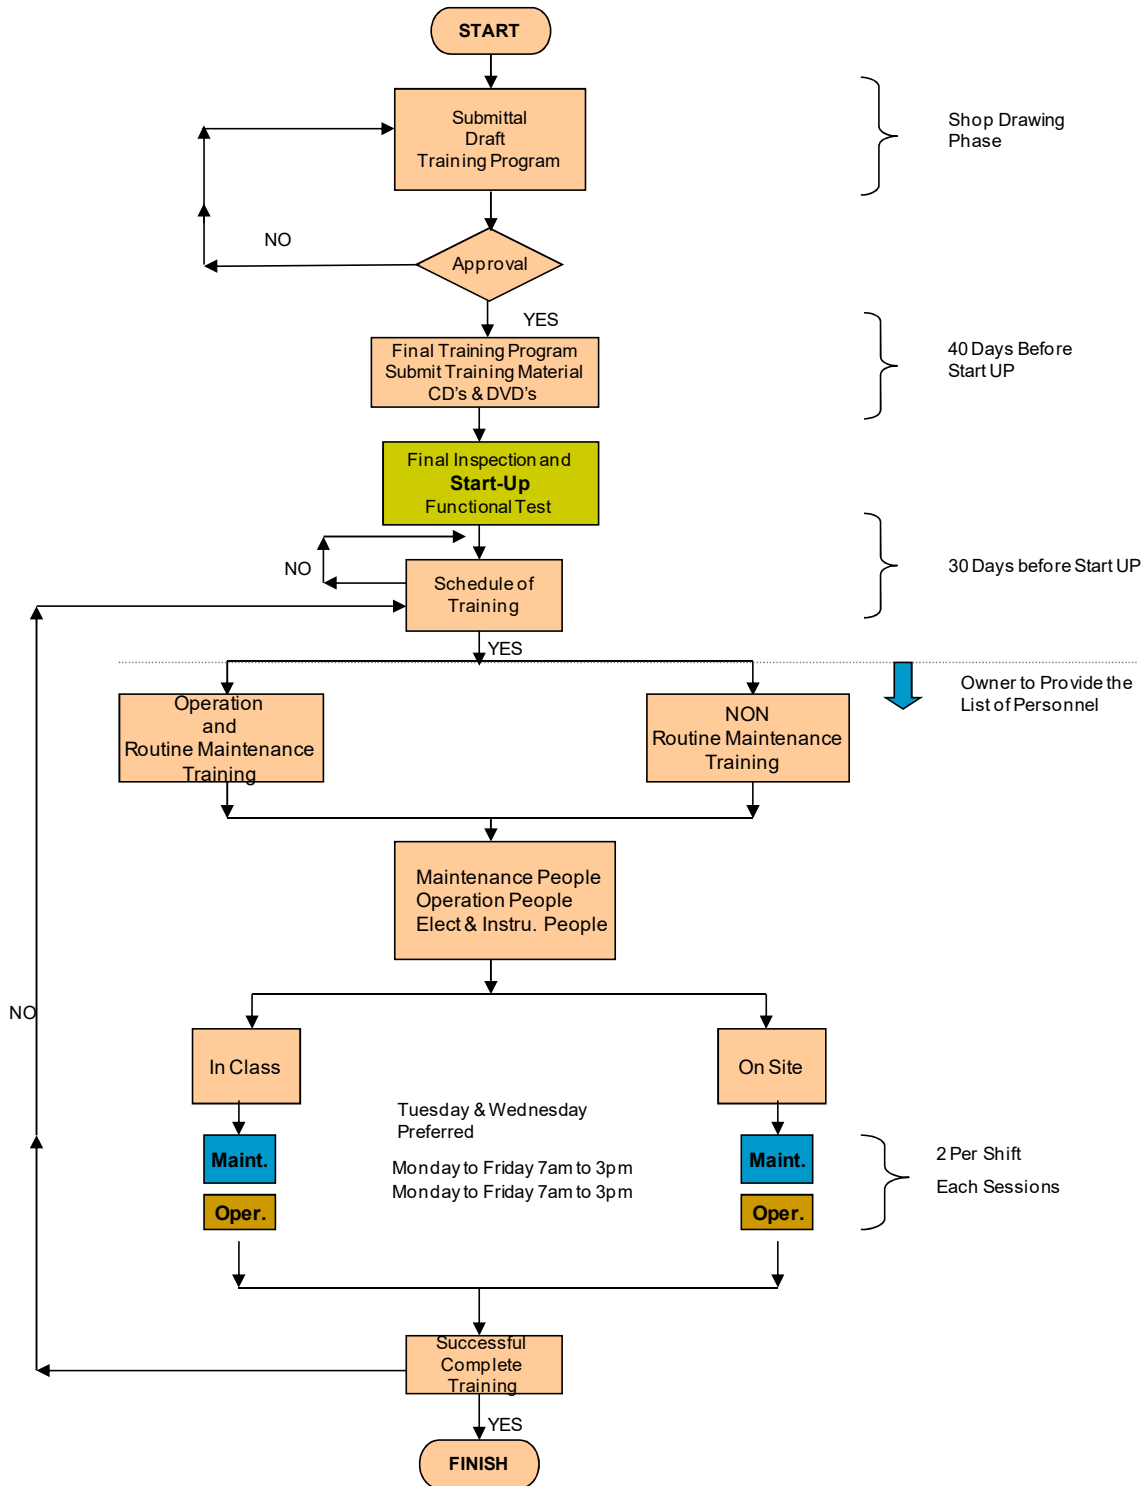 START
Submittal
Draft
Training Program
Shop Drawing
Phase
NO
Approval
YES
Final Training Program
Submit Training Material
CD's & DVD's
40 Days Before
Start UP
Final Inspection and
Start-Up
Functional Test
NO
Schedule of
Training
30 Days before Start UP
YES
Owner to Provide the
List of Personnel
Operation
and
Routine Maintenance
Training
NON
Routine Maintenance
Training
Maintenance People
Operation People
Elect & Instru. People
NO
In Class
On Site
Tuesday & Wednesday
Preferred
Monday to Friday 7am to 3pm
Monday to Friday 7am to 3pm
Maint.
Oper.
Maint.
Oper.
2 Per Shift
Each Sessions
Successful
Complete
Training
YES
FINISH